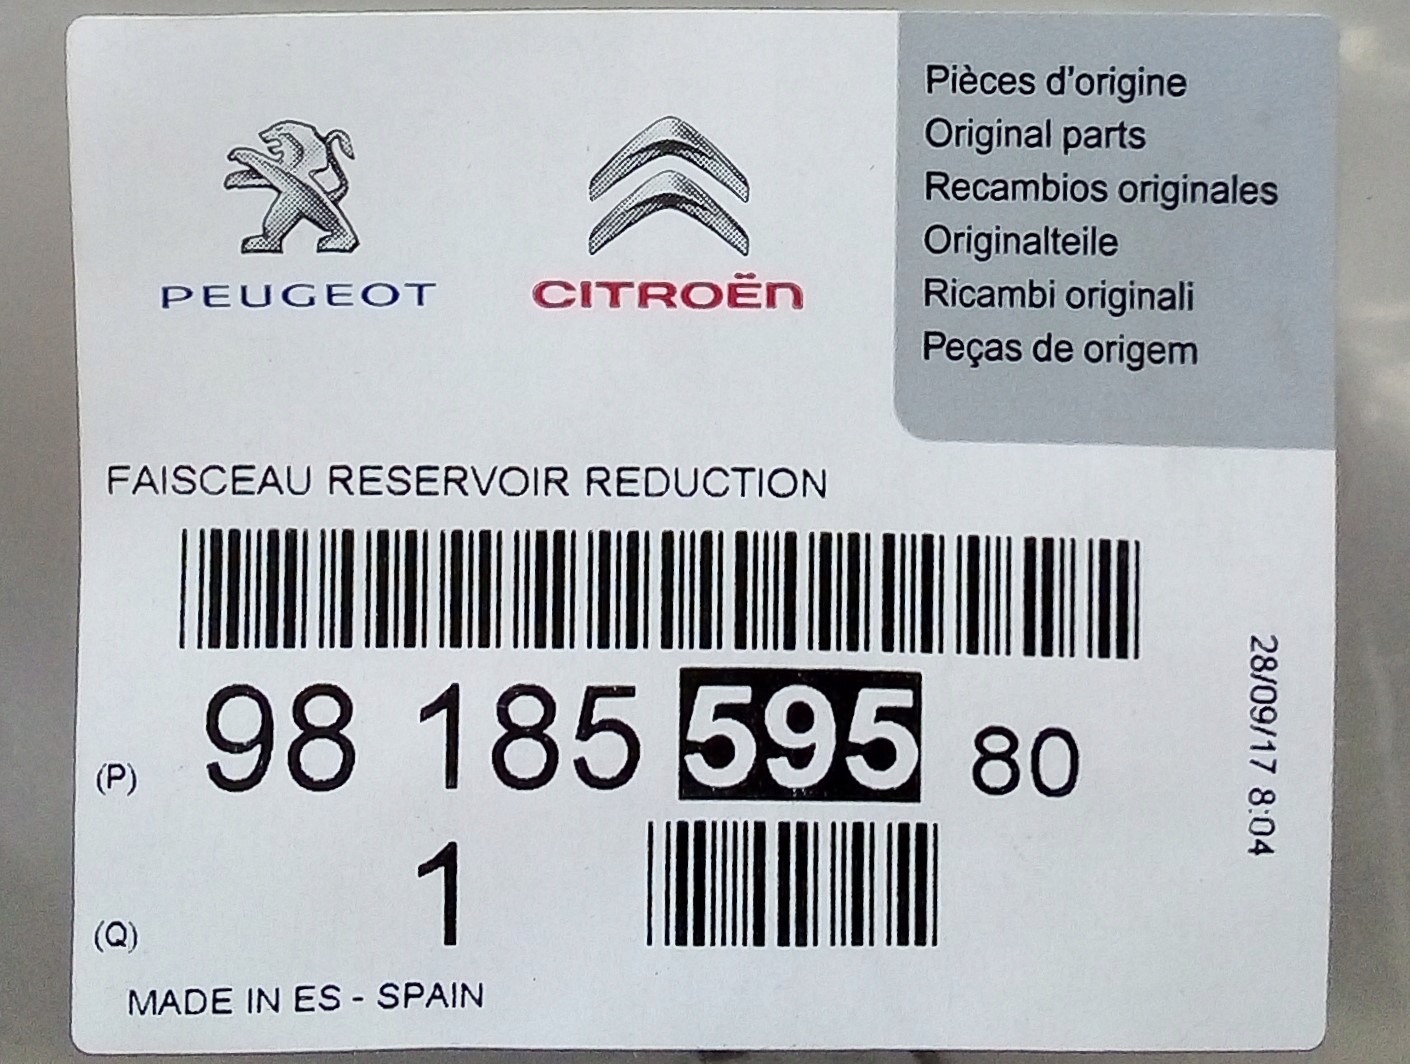 PEUGEOT
CITROËn
Pièces d'origine
Original parts
Recambios originales
Originalteile
Ricambi originali
Peças de origem
FAISCEAU RESERVOIR REDUCTION
(P) 98 185 595 80
(Q) 1
MADE IN ES - SPAIN
28/09/17 8:04